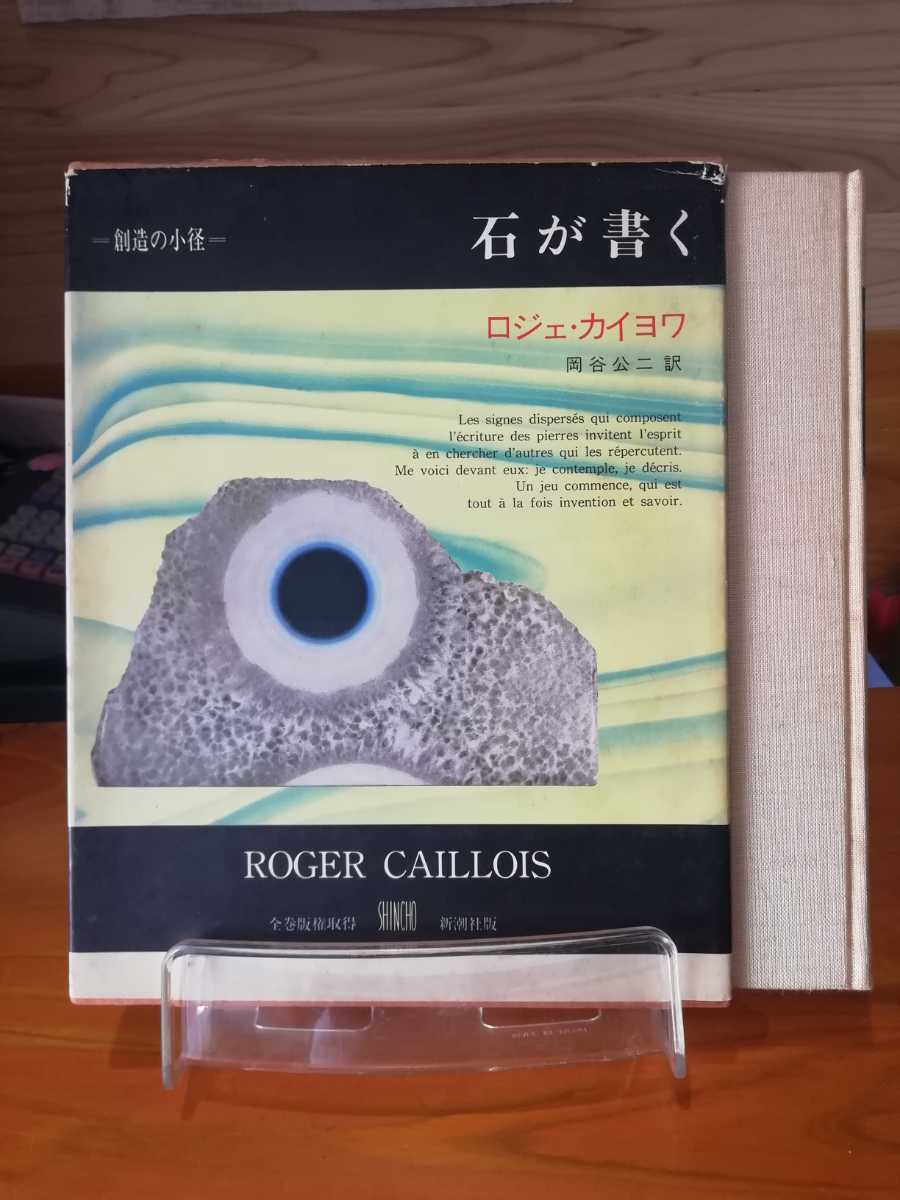 ＝創造の小径＝
石が書く
ロジェ・カイヨワ
岡谷公二 訳
Les signes dispersés qui composent
l'écriture des pierres invitent l'esprit
à en chercher d'autres qui les répercutent.
Me voici devant eux: je contemple, je décris.
Un jeu commence, qui est
tout à la fois invention et savoir.
ROGER CAILLOIS
全巻版権取得 SHINCHO 新潮社版